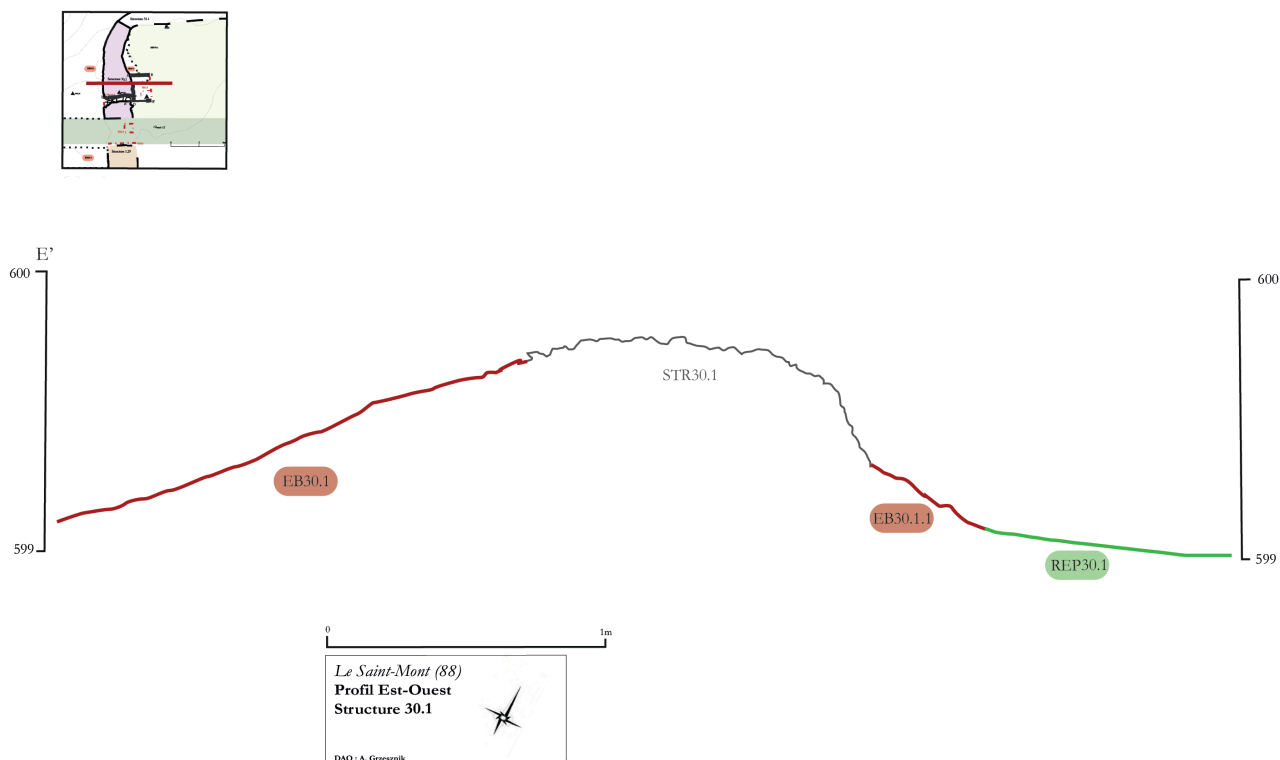 E’
600
600
STR30.1
EB30.1
EB30.1.1
REP30.1
599
599
0
1m
Le Saint-Mont (88)
Profil Est-Ouest
Structure 30.1
DAO : A. Grzesznik